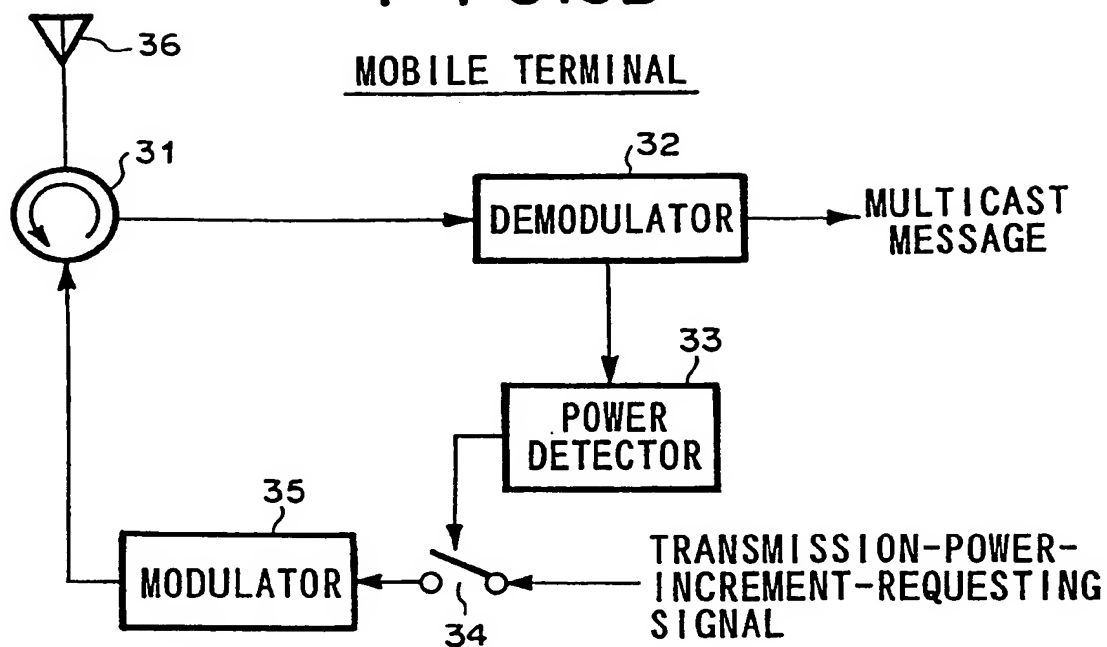 36
MOBILE TERMINAL
31
32
DEMODULATOR
MULTICAST
MESSAGE
33
POWER
DETECTOR
35
MODULATOR
34
TRANSMISSION-POWER-
INCREMENT-REQUESTING
SIGNAL